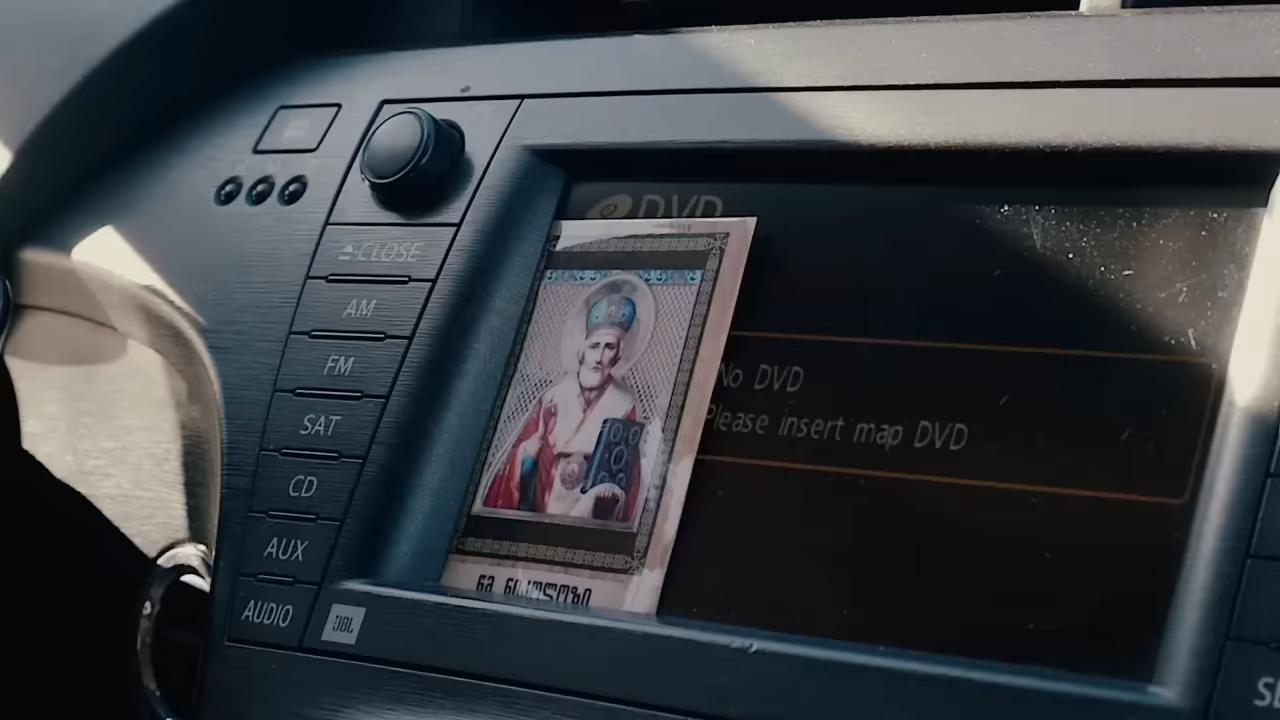 DVD
⏏CLOSE
AM
FM
SAT
CD
AUX
AUDIO
JBL
No DVD
Please insert map DVD
წმ ნიკოლოზი